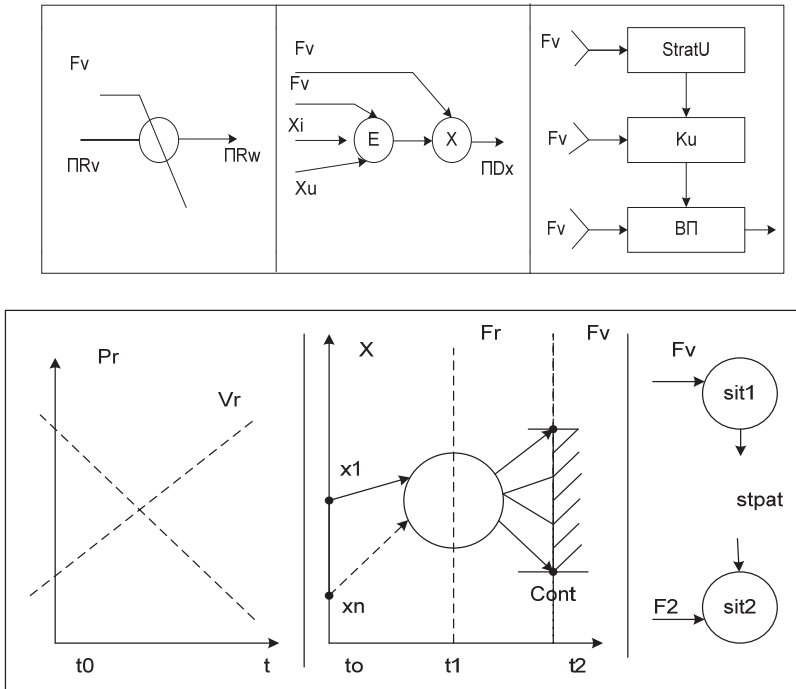 Fv
ПRv
ПRw
Fv
Fv
Xi
Xu
E
X
ПDx
Fv
StratU
Fv
Ku
Fv
ВП
Pr
Vr
t0
t
X
Fr
Fv
x1
xn
Cont
to
t1
t2
Fv
sit1
stpat
F2
sit2